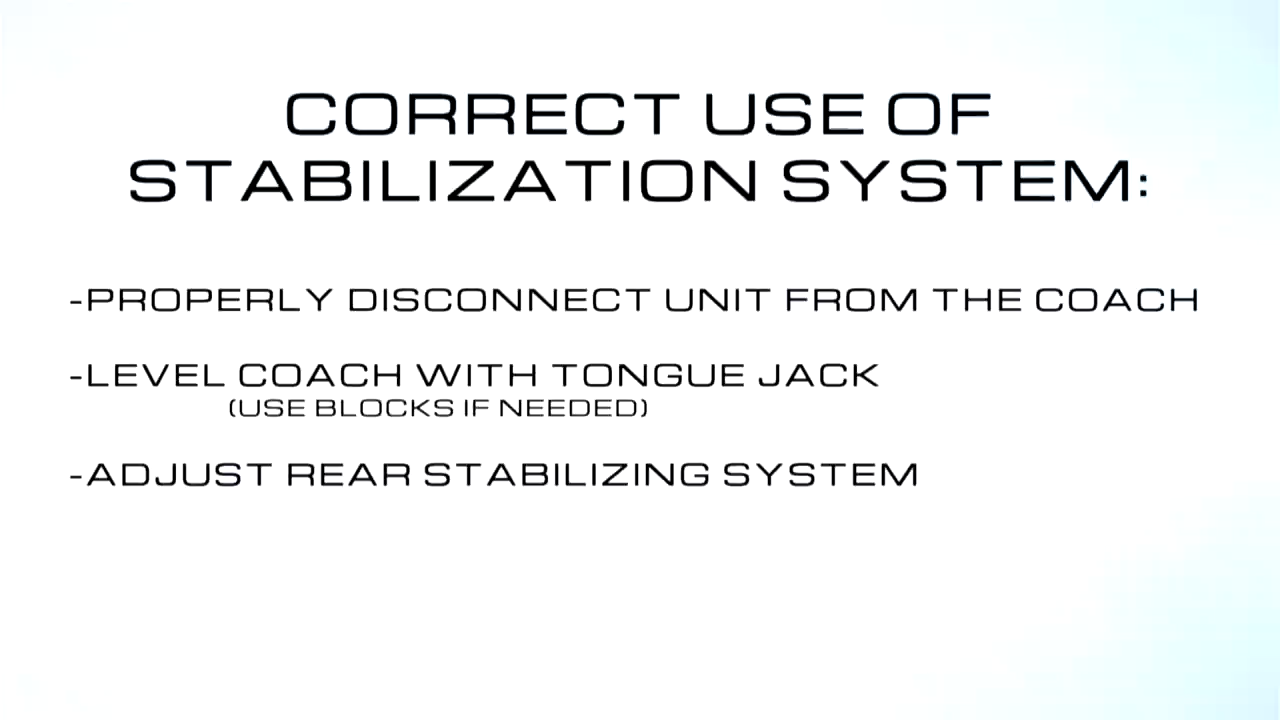 CORRECT USE OF
STABILIZATION SYSTEM:
-PROPERLY DISCONNECT UNIT FROM THE COACH
-LEVEL COACH WITH TONGUE JACK
(USE BLOCKS IF NEEDED)
-ADJUST REAR STABILIZING SYSTEM